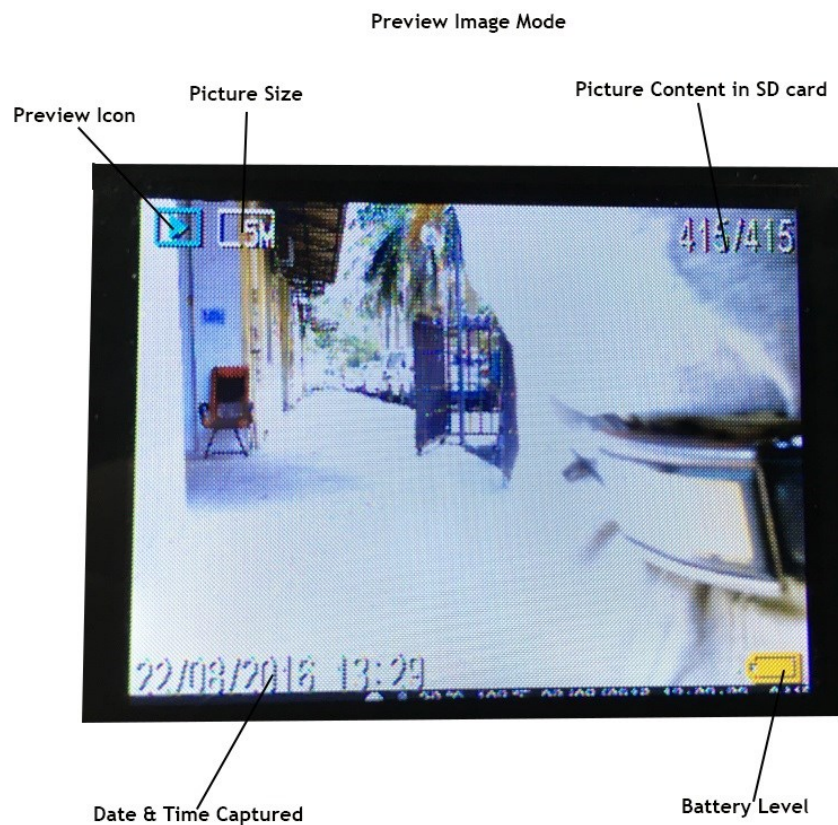 Preview Image Mode
Picture Size
Picture Content in SD card
Preview Icon
5M
415/415
22/08/2016 13:29
Date & Time Captured
Battery Level